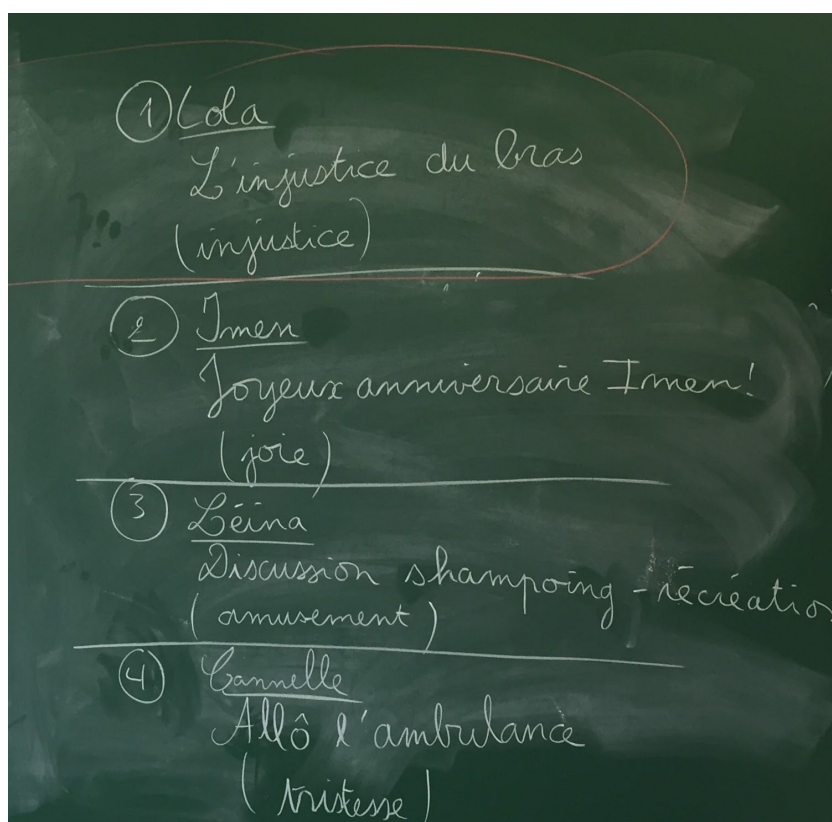 ① Lola
L'injustice du bras
(injustice)
② Imen
Joyeux anniversaire Imen!
(joie)
③ Léina
Discussion shampoing - récréatio
(amusement)
④ Cannelle
Allô l'ambulance
(tristesse)